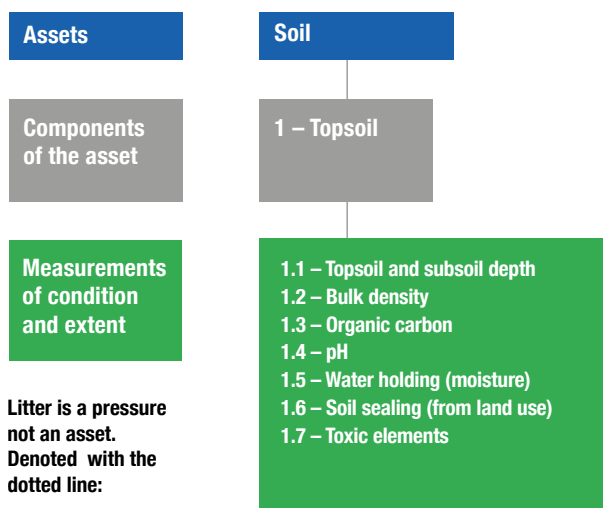 Assets
Soil
Components
of the asset
1 – Topsoil
Measurements
of condition
and extent
1.1 – Topsoil and subsoil depth
1.2 – Bulk density
1.3 – Organic carbon
1.4 – pH
1.5 – Water holding (moisture)
1.6 – Soil sealing (from land use)
1.7 – Toxic elements
Litter is a pressure
not an asset.
Denoted with the
dotted line: